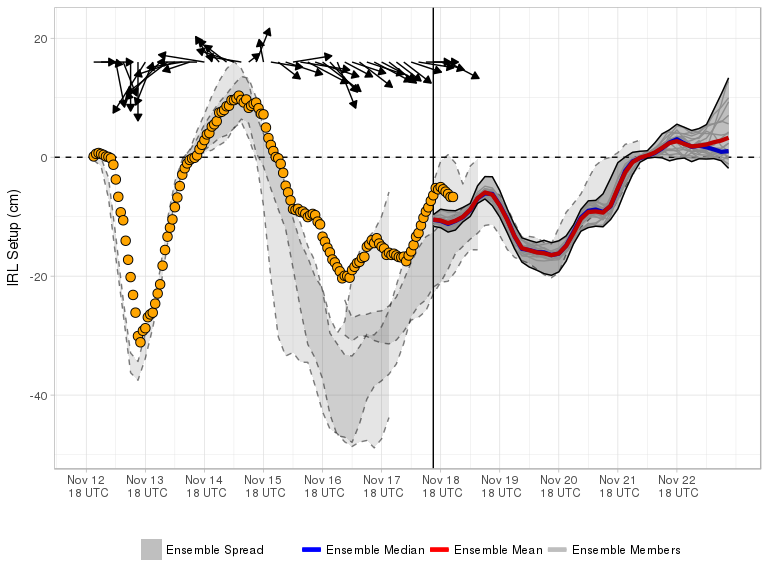 20
0
-20
-40
IRL Setup (cm)
Nov 12 Nov 13 Nov 14 Nov 15 Nov 16 Nov 17 Nov 18 Nov 19 Nov 20 Nov 21 Nov 22
18 UTC 18 UTC 18 UTC 18 UTC 18 UTC 18 UTC 18 UTC 18 UTC 18 UTC 18 UTC 18 UTC
Ensemble Spread Ensemble Median Ensemble Mean Ensemble Members